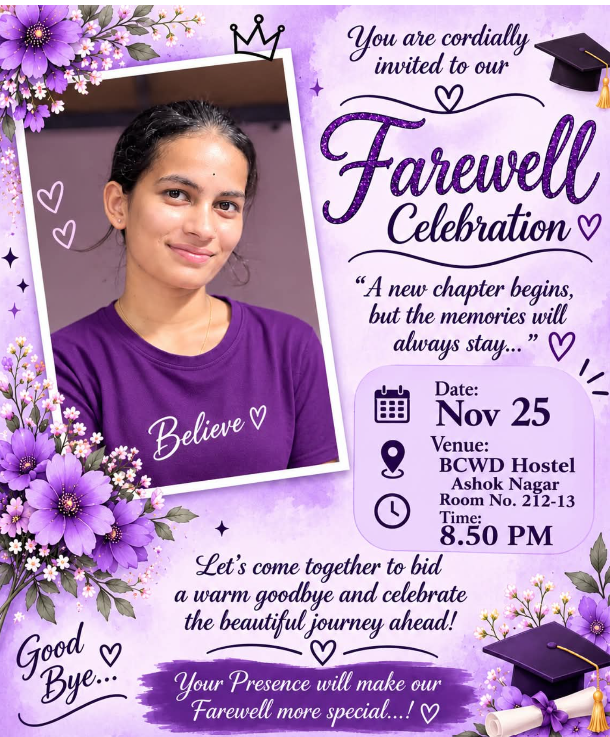 You are cordially
invited to our
Farewell
Celebration
“A new chapter begins,
but the memories will
always stay...”
Date:
Nov 25
Venue:
BCWD Hostel
Ashok Nagar
Room No. 212-13
Time:
8.50 PM
Believe
Let's come together to bid
a warm goodbye and celebrate
the beautiful journey ahead!
Good
Bye...
Your Presence will make our
Farewell more special...!